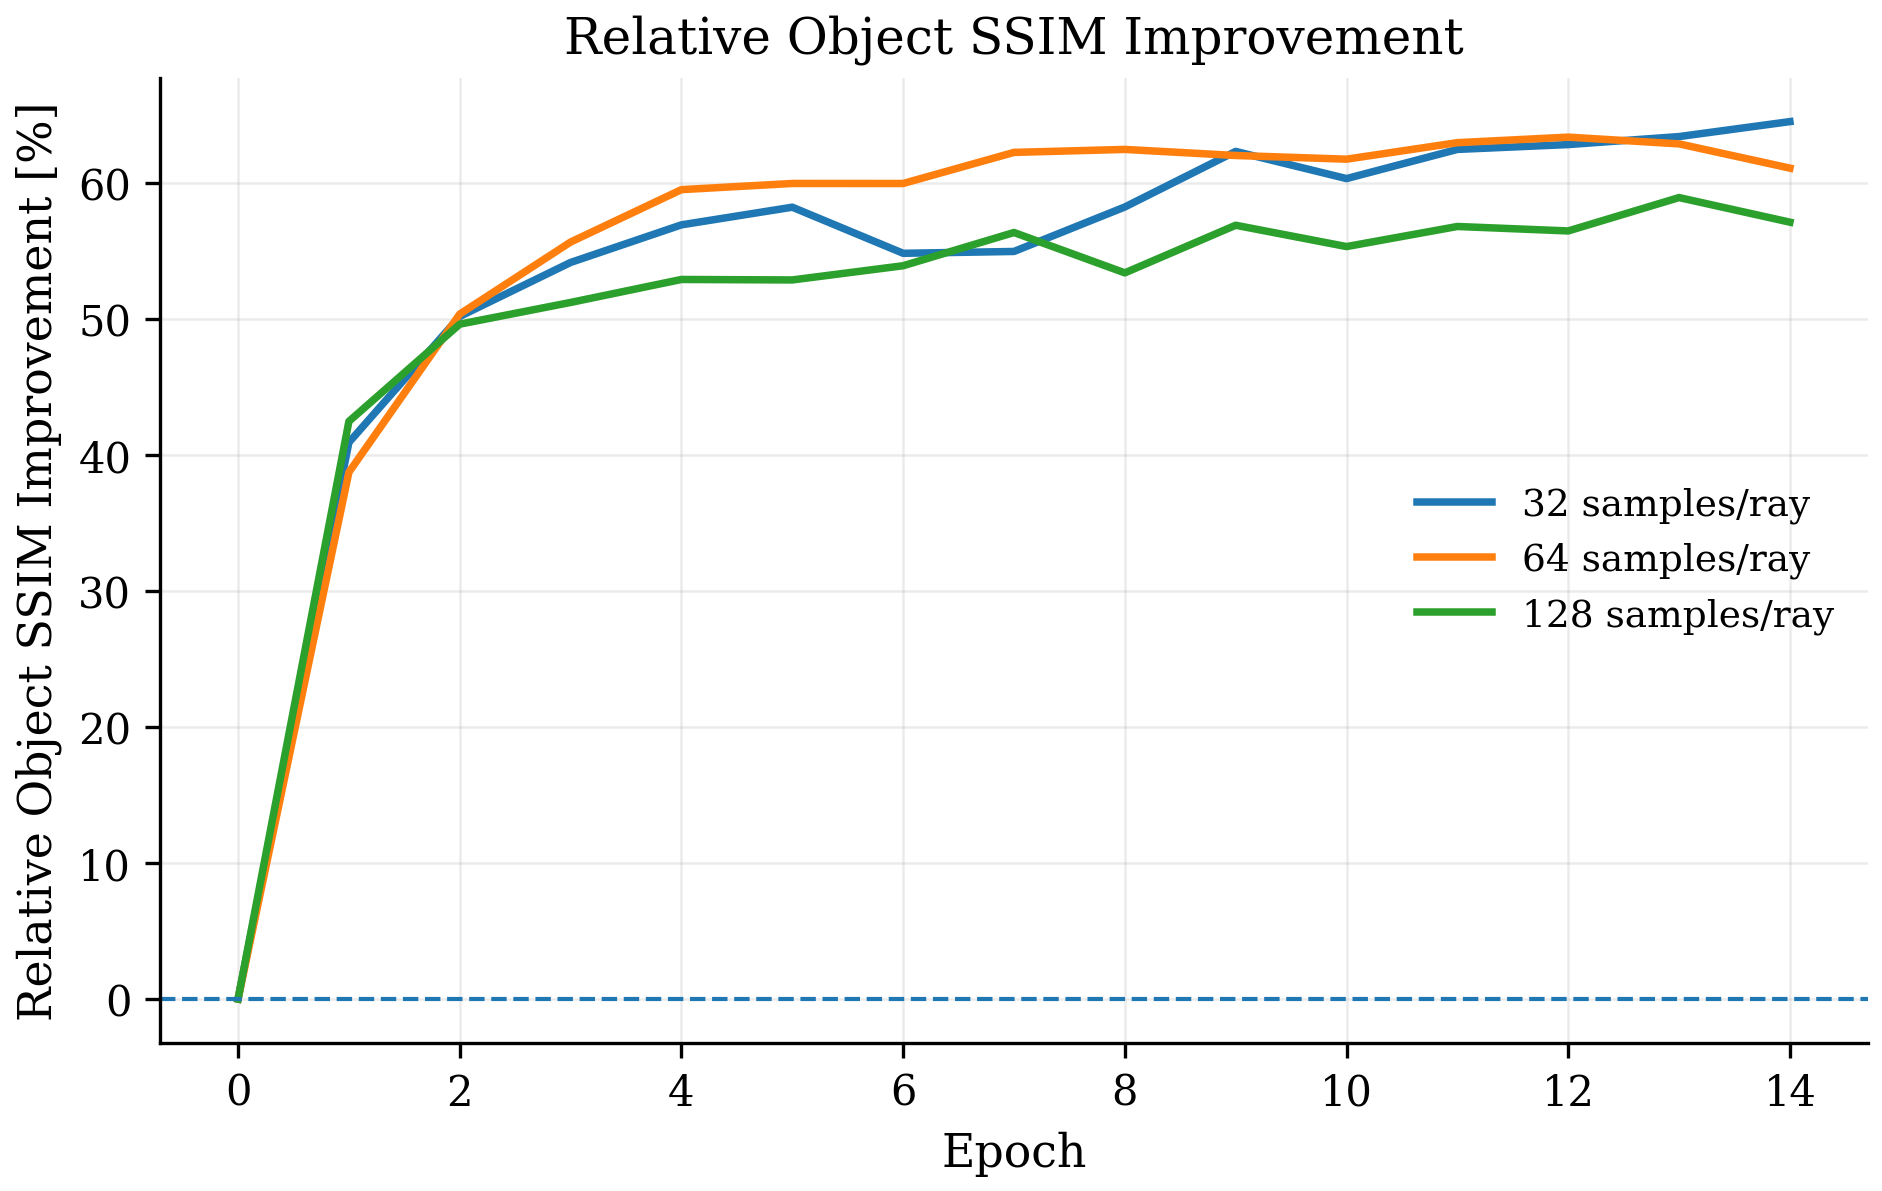 Relative Object SSIM Improvement
Relative Object SSIM Improvement [%]
60
50
40
30
20
10
0
32 samples/ray
64 samples/ray
128 samples/ray
0 2 4 6 8 10 12 14
Epoch